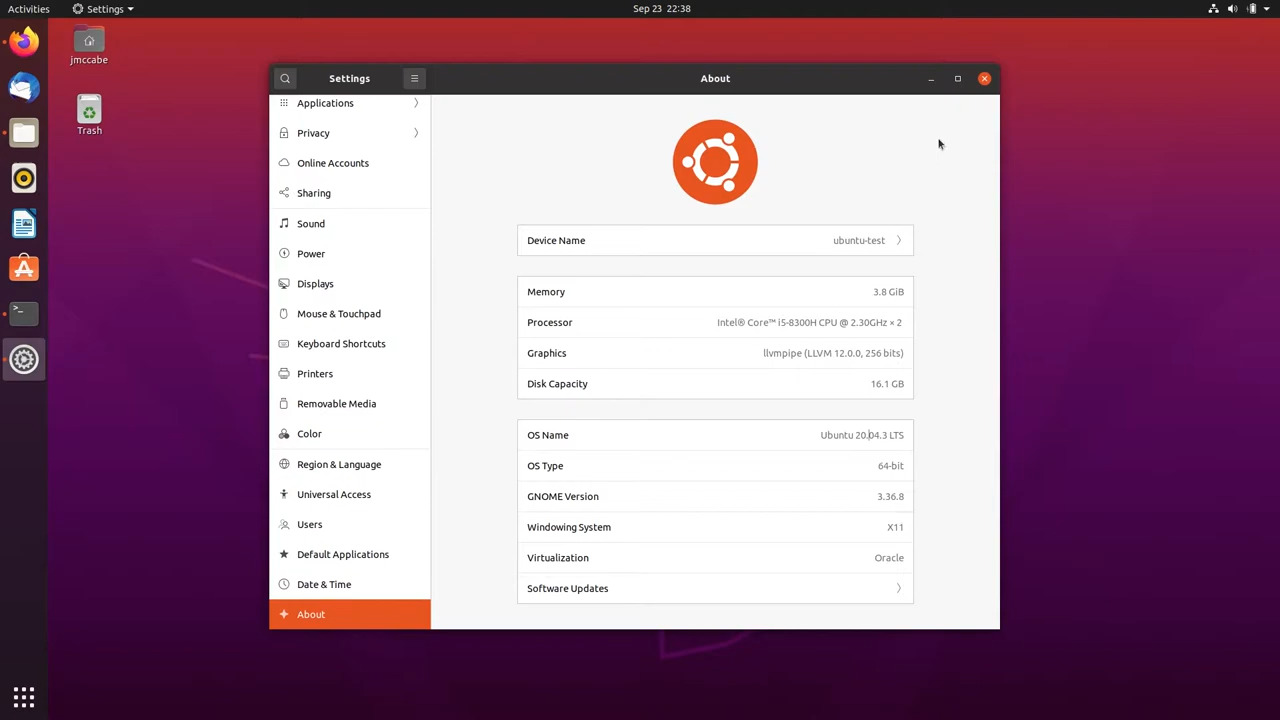 Activities
Settings
Sep 23 22:38
jmccabe
Trash
Settings
About
Applications
Privacy
Online Accounts
Sharing
Sound
Power
Displays
Mouse & Touchpad
Keyboard Shortcuts
Printers
Removable Media
Color
Region & Language
Universal Access
Users
Default Applications
Date & Time
About
Device Name ubuntu-test
Memory 3.8 GiB
Processor Intel® Core™ i5-8300H CPU @ 2.30GHz × 2
Graphics llvmpipe (LLVM 12.0.0, 256 bits)
Disk Capacity 16.1 GB
OS Name Ubuntu 20.04.3 LTS
OS Type 64-bit
GNOME Version 3.36.8
Windowing System X11
Virtualization Oracle
Software Updates